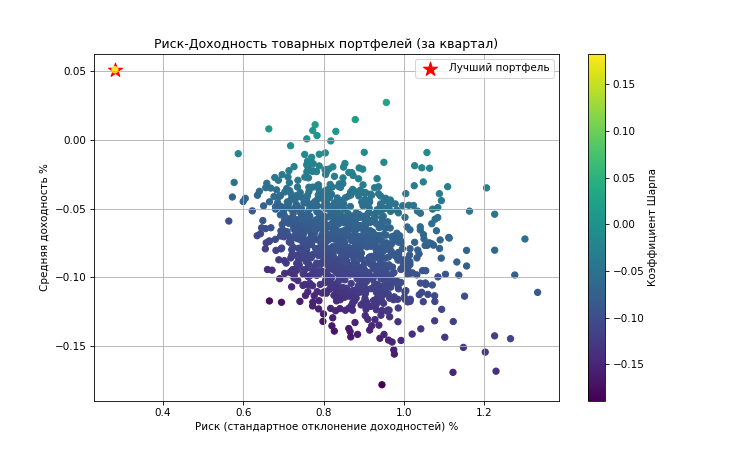 Риск-Доходность товарных портфелей (за квартал)
Лучший портфель
Средняя доходность %
0.05
0.00
−0.05
−0.10
−0.15
0.4 0.6 0.8 1.0 1.2
Риск (стандартное отклонение доходностей) %
0.15
0.10
0.05
0.00
−0.05
−0.10
−0.15
Коэффициент Шарпа